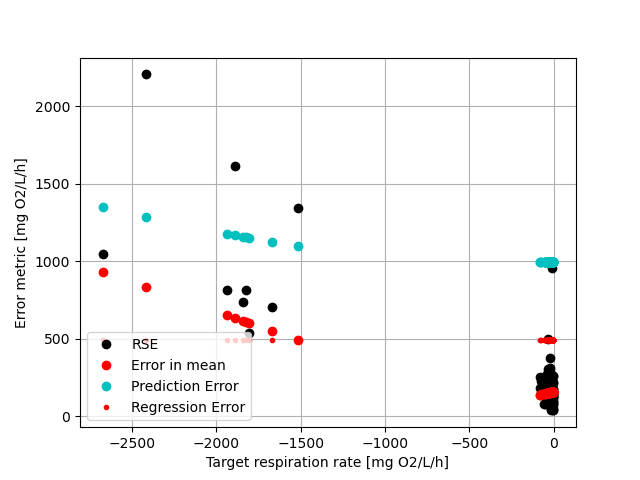 2000
1500
1000
500
0
Error metric [mg O2/L/h]
RSE
Error in mean
Prediction Error
Regression Error
−2500 −2000 −1500 −1000 −500 0
Target respiration rate [mg O2/L/h]